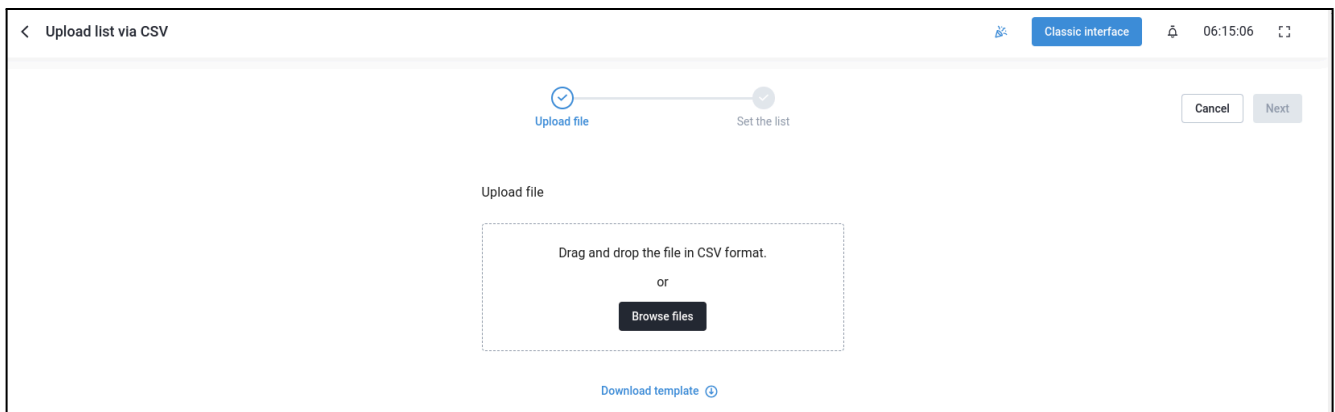 Upload list via CSV
Classic interface
06:15:06
Upload file
Set the list
Cancel
Next
Upload file
Drag and drop the file in CSV format.
or
Browse files
Download template